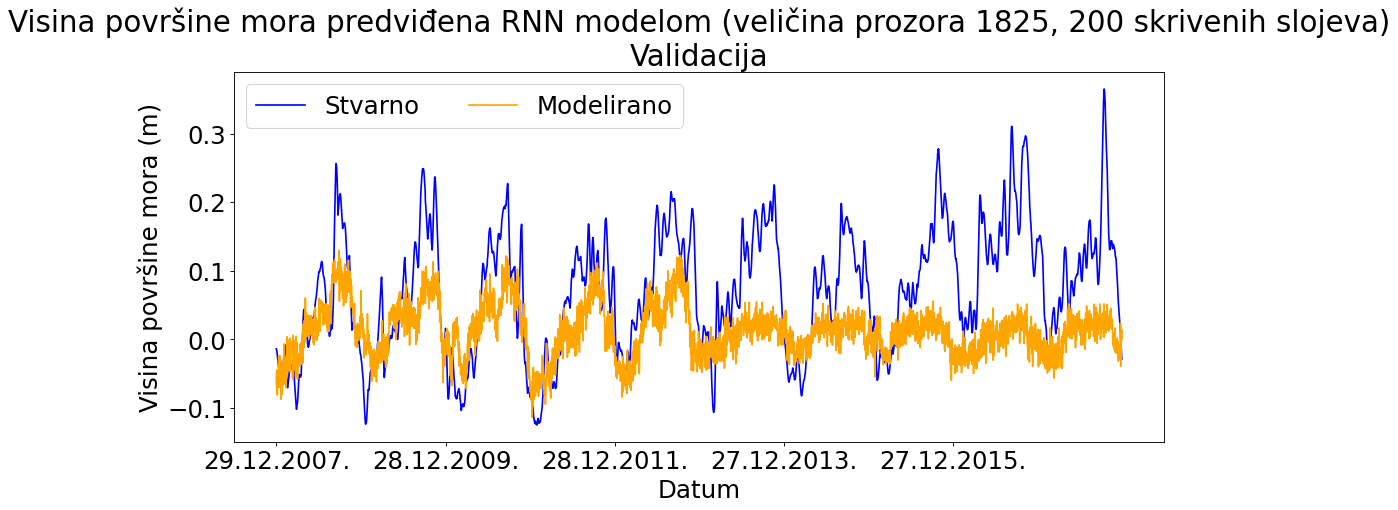 Visina površine mora predviđena RNN modelom (veličina prozora 1825, 200 skrivenih slojeva)
Validacija
Stvarno
Modelirano
Visina površine mora (m)
0.3
0.2
0.1
0.0
−0.1
29.12.2007.
28.12.2009.
28.12.2011.
27.12.2013.
27.12.2015.
Datum